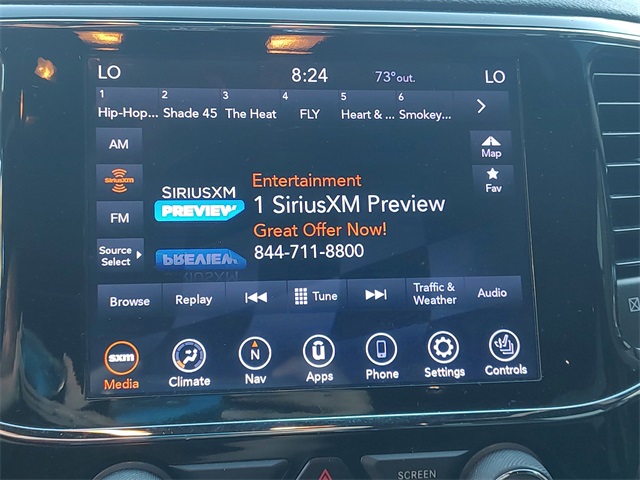 LO 8:24 73° out. LO
1 2 3 4 5 6
Hip-Hop... Shade 45 The Heat FLY Heart & ... Smokey...
AM
Map
SiriusXM
Fav
FM
Source
Select
SIRIUSXM
PREVIEW
Entertainment
1 SiriusXM Preview
Great Offer Now!
844-711-8800
Browse Replay Tune Traffic & Audio
Weather
sxm N
Media Climate Nav Apps Phone Settings Controls
SCREEN